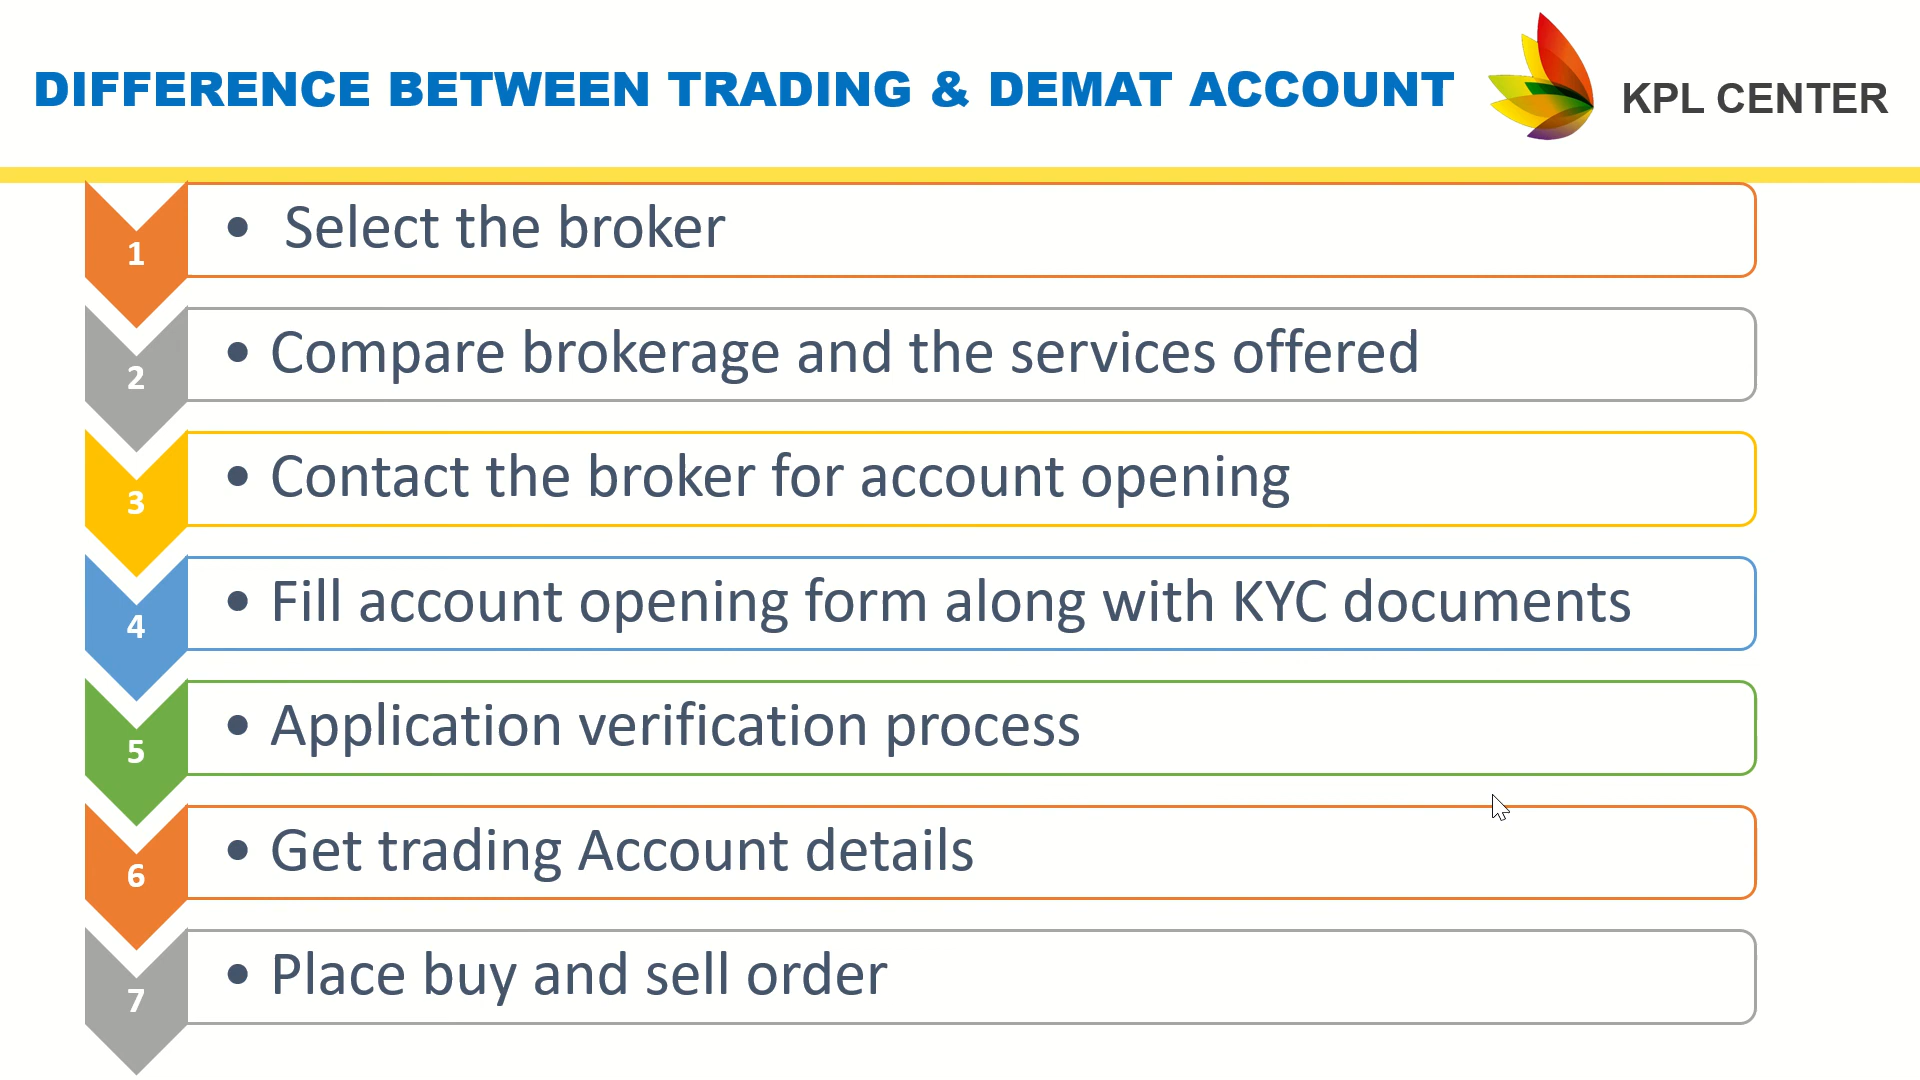 DIFFERENCE BETWEEN TRADING & DEMAT ACCOUNT
KPL CENTER
1
• Select the broker
2
• Compare brokerage and the services offered
3
• Contact the broker for account opening
4
• Fill account opening form along with KYC documents
5
• Application verification process
6
• Get trading Account details
7
• Place buy and sell order